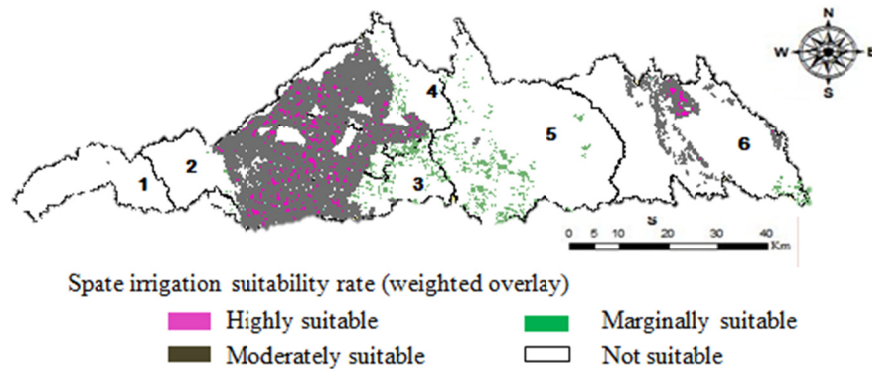 N
W E
S
4
5
1
2
3
6
S
0 5 10 20 30 40
Km
Spate irrigation suitability rate (weighted overlay)
Highly suitable Marginally suitable
Moderately suitable Not suitable